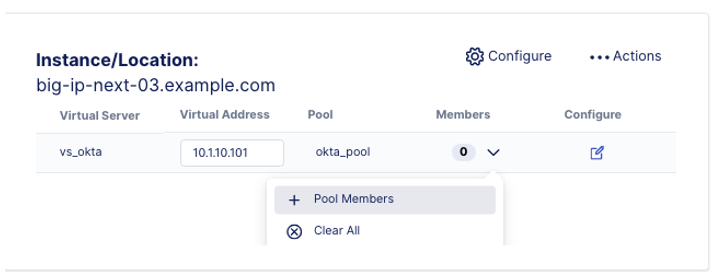 Instance/Location:
Configure
Actions
big-ip-next-03.example.com
Virtual Server Virtual Address Pool Members Configure
vs_okta 10.1.10.101 okta_pool 0
Pool Members
Clear All